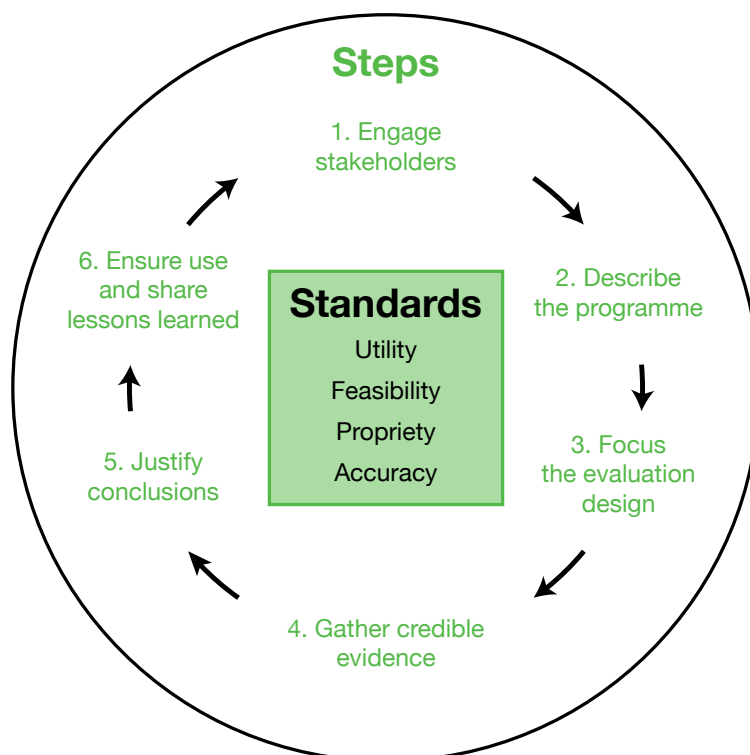 Steps
1. Engage
stakeholders
2. Describe
the programme
3. Focus
the evaluation
design
4. Gather credible
evidence
5. Justify
conclusions
6. Ensure use
and share
lessons learned
Standards
Utility
Feasibility
Propriety
Accuracy